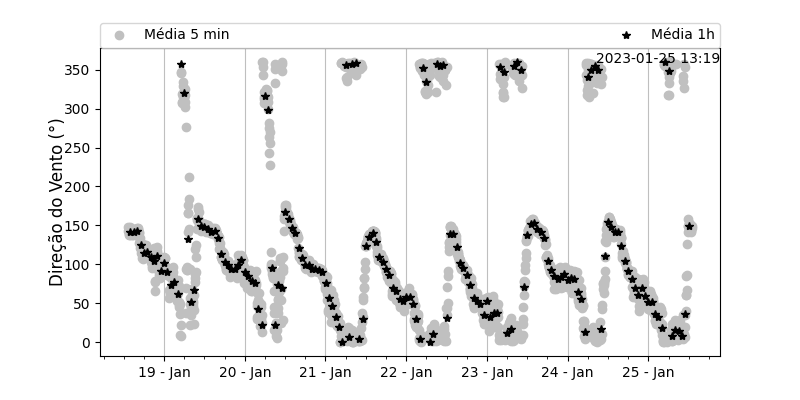 Média 5 min
Média 1h
2023-01-25 13:19
Direção do Vento (°)
350
300
250
200
150
100
50
0
19 - Jan
20 - Jan
21 - Jan
22 - Jan
23 - Jan
24 - Jan
25 - Jan